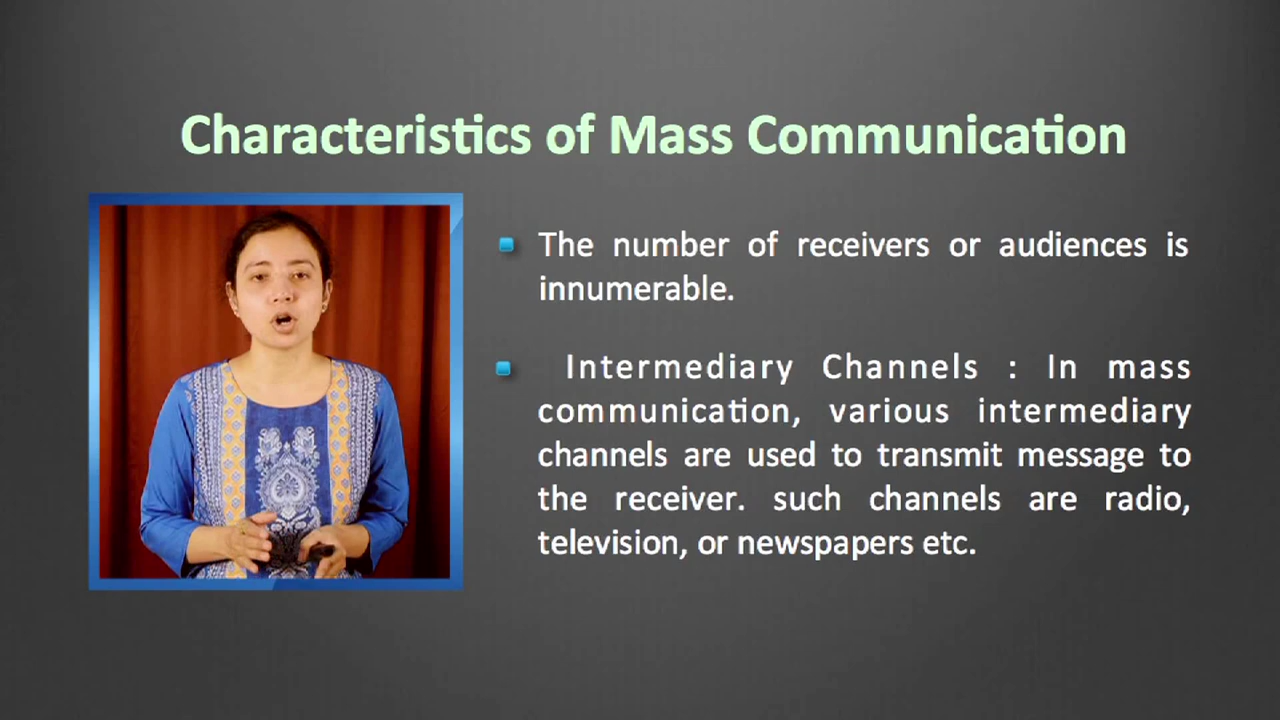 Characteristics of Mass Communication
The number of receivers or audiences is
innumerable.
Intermediary Channels : In mass
communication, various intermediary
channels are used to transmit message to
the receiver. such channels are radio,
television, or newspapers etc.